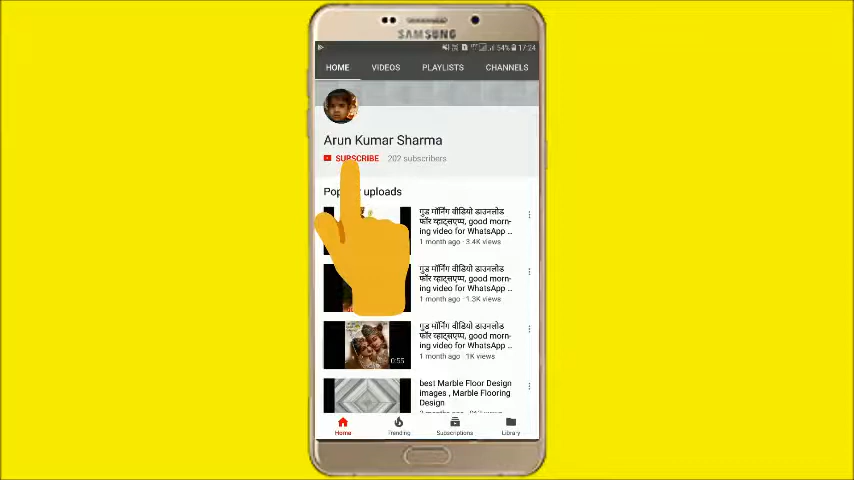 SAMSUNG
54% 17:24
HOME VIDEOS PLAYLISTS CHANNELS
Arun Kumar Sharma
SUBSCRIBE 202 subscribers
uploads
गुड मॉर्निंग वीडियो डाउनलोड
फॉर व्हाट्सएप्प, good morn-
ing video for WhatsApp ..
1 month ago · 3.4K views
गुड मॉर्निंग वीडियो डाउनलोड
फॉर व्हाट्सएप्प, good morn-
ing video for WhatsApp ..
1 month ago · 1.3K views
गुड मॉर्निंग वीडियो डाउनलोड
फॉर व्हाट्सएप्प, good morn-
ing video for WhatsApp ..
1 month ago · 1K views
0:55
best Marble Floor Design
images , Marble Flooring
Design
Home Trending Subscriptions Library